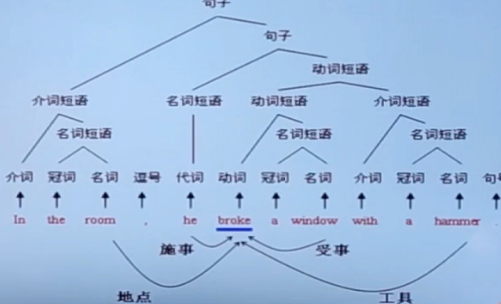 句子
句子
动词短语
介词短语 名词短语 动词短语 介词短语
名词短语 名词短语 名词短语
介词 冠词 名词 逗号 代词 动词 冠词 名词 介词 冠词 名词 句号
In the room , he broke a window with a hammer .
施事 受事
地点 工具